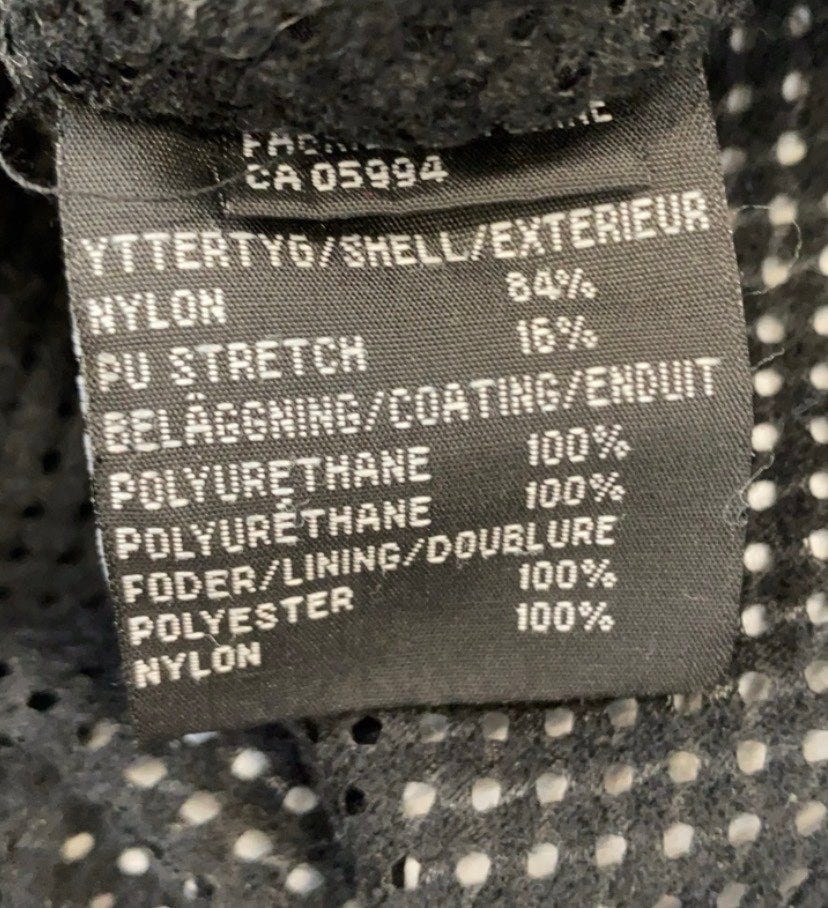 CA 05994
YTTERTYG/SHELL/EXTERIEUR
NYLON 84%
PU STRETCH 16%
BELÄGGNING/COATING/ENDUIT
POLYURETHANE 100%
POLYURÊTHANE 100%
FODER/LINING/DOUBLURE
POLYESTER 100%
NYLON 100%